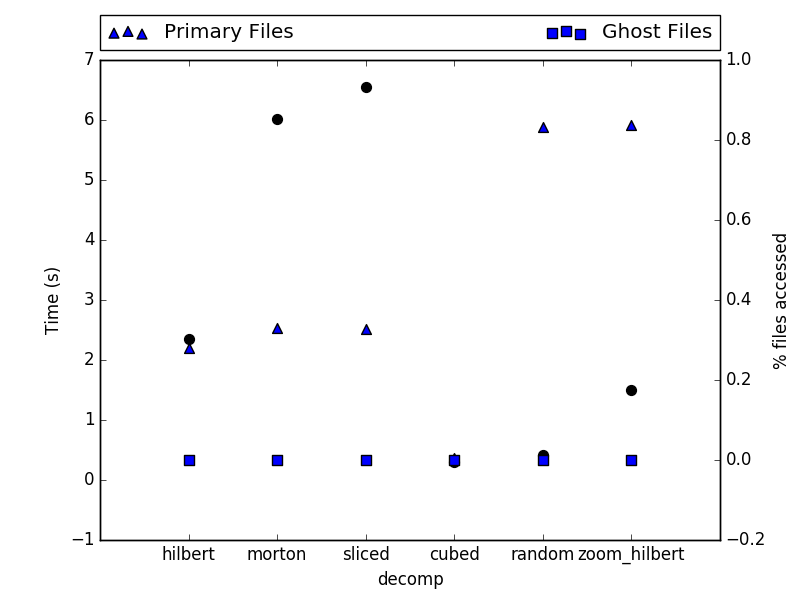 Primary Files Ghost Files
7 1.0
6
0.8
5
0.6
4
Time (s)
% files accessed
3 0.4
2
0.2
1
0.0
0
−1 −0.2
hilbert morton sliced cubed random zoom_hilbert
decomp